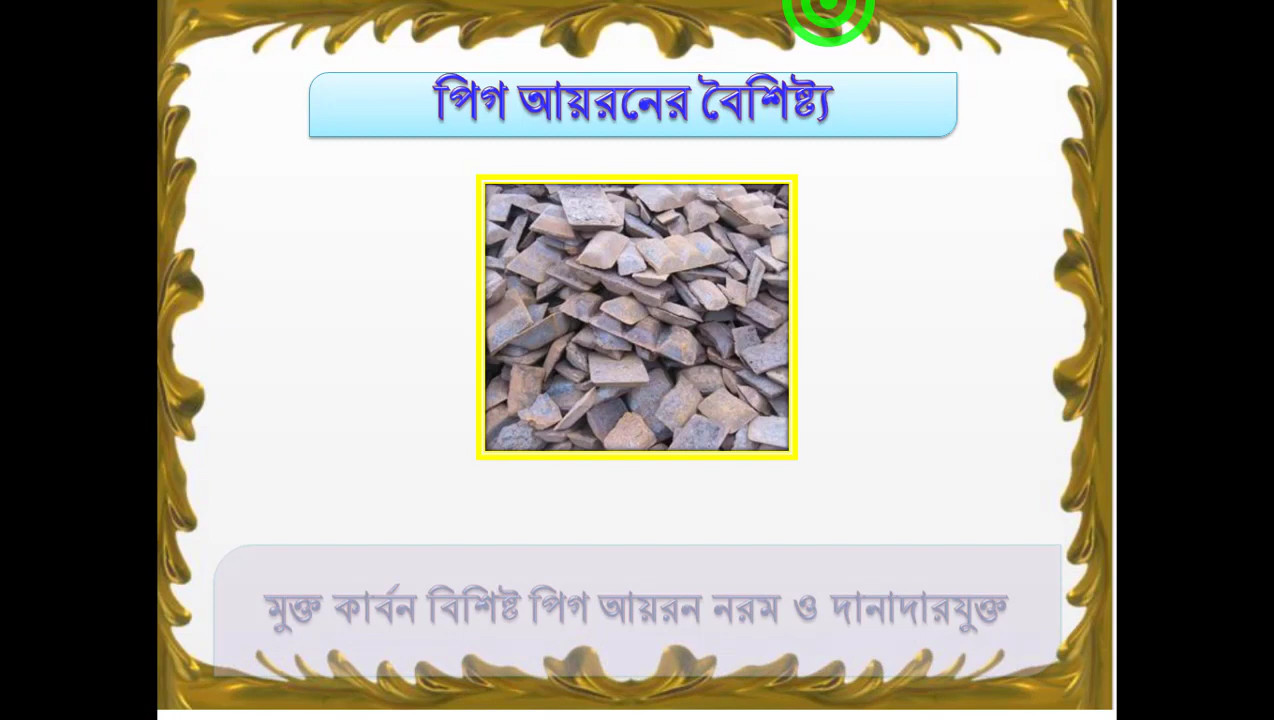 পিগ আয়রনের বৈশিষ্ট্য
মুক্ত কার্বন বিশিষ্ট পিগ আয়রন নরম ও দানাদারযুক্ত